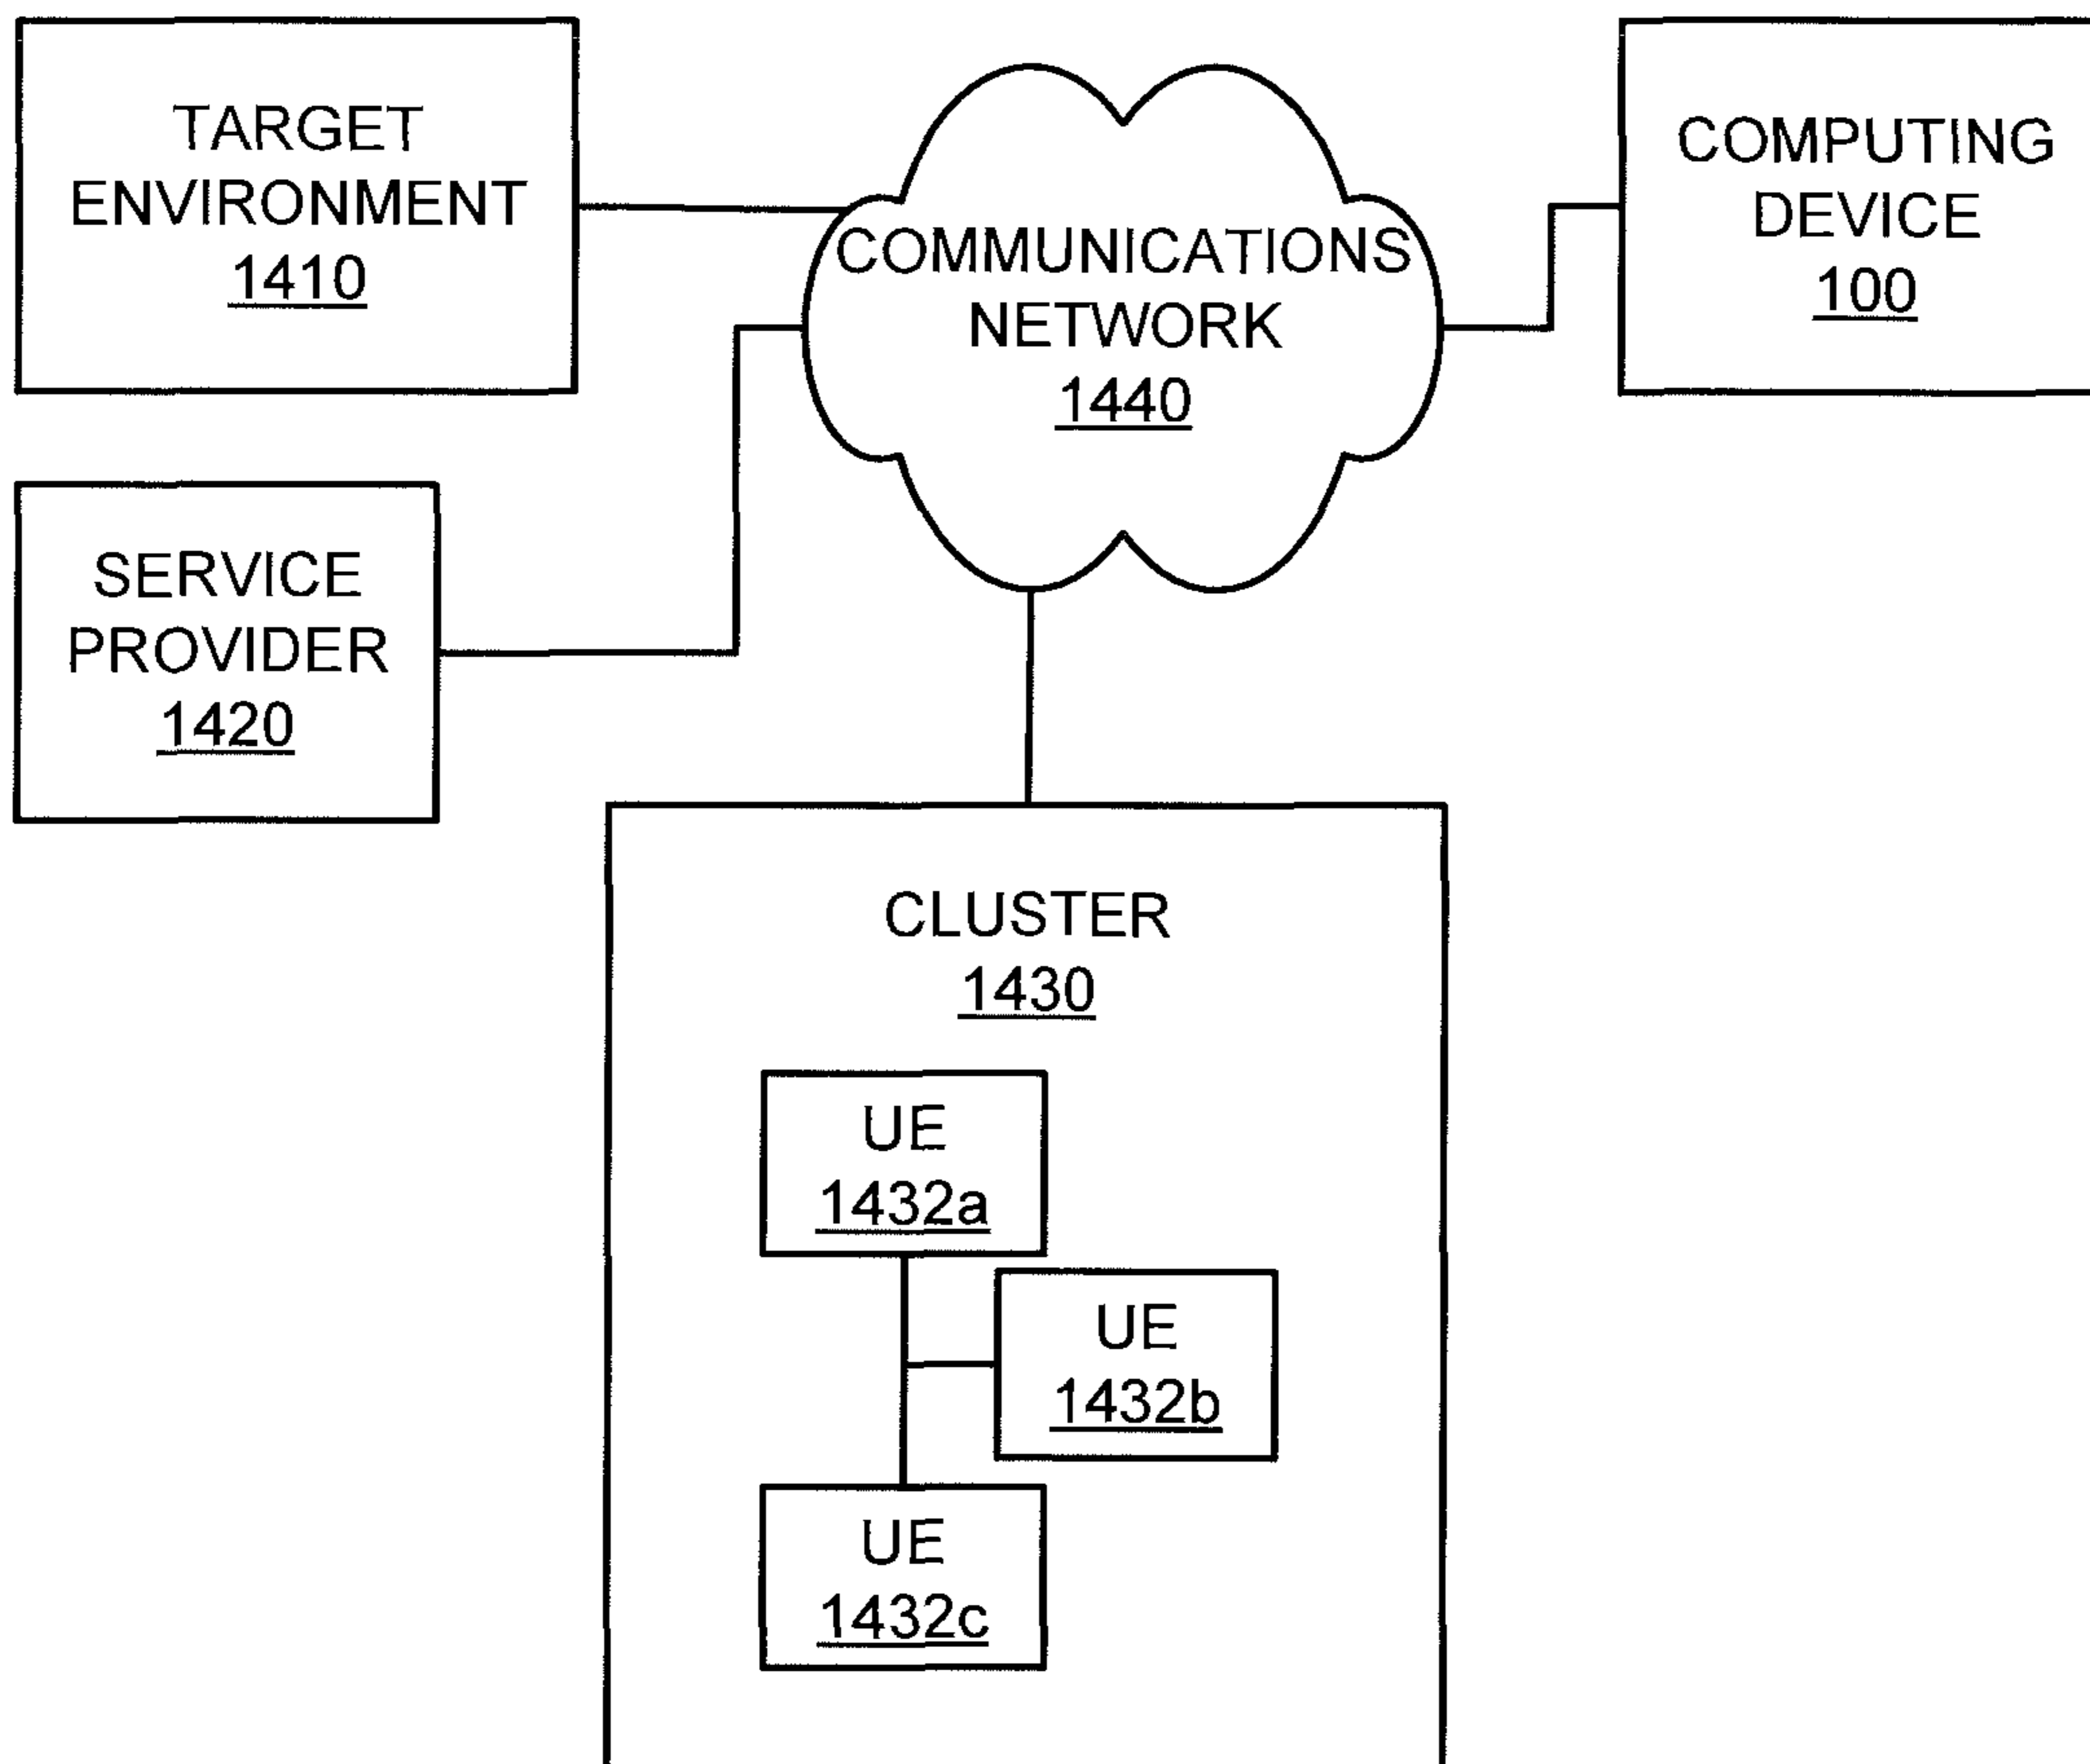 TARGET
ENVIRONMENT
1410
COMMUNICATIONS
NETWORK
1440
COMPUTING
DEVICE
100
SERVICE
PROVIDER
1420
CLUSTER
1430
UE
1432a
UE
1432b
UE
1432c